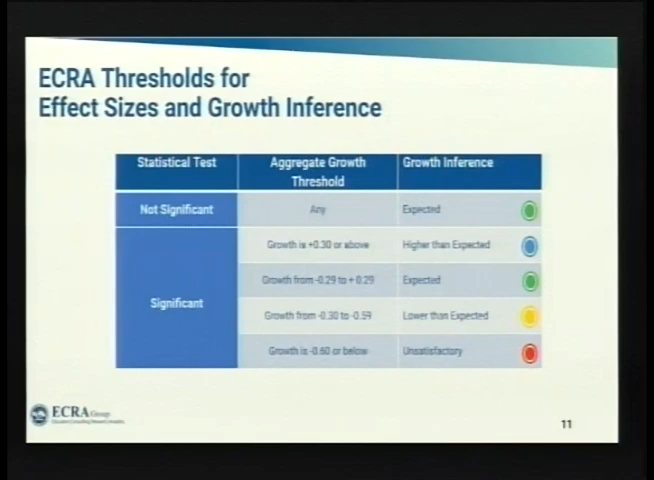 ECRA Thresholds for
Effect Sizes and Growth Inference
Statistical Test
Aggregate Growth
Threshold
Growth Inference
Not Significant
Any
Expected
Significant
Growth is +0.30 or above
Higher than Expected
Growth from -0.29 to + 0.29
Expected
Growth from -0.30 to -0.59
Lower than Expected
Growth is -0.60 or below
Unsatisfactory
ECRA Group
11